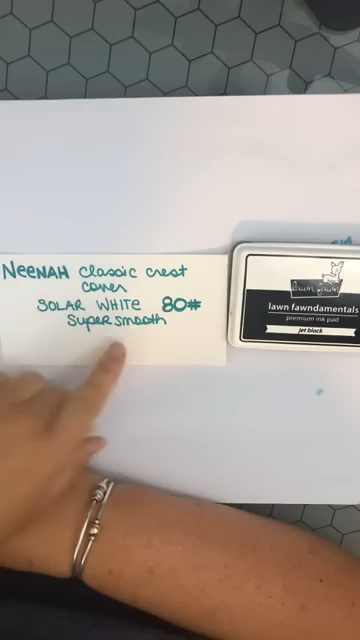 NEENAH Classic crest
cover
SOLAR WHITE 80#
Super smooth
lawn fawn
lawn fawndamentals
premium ink pad
jet black